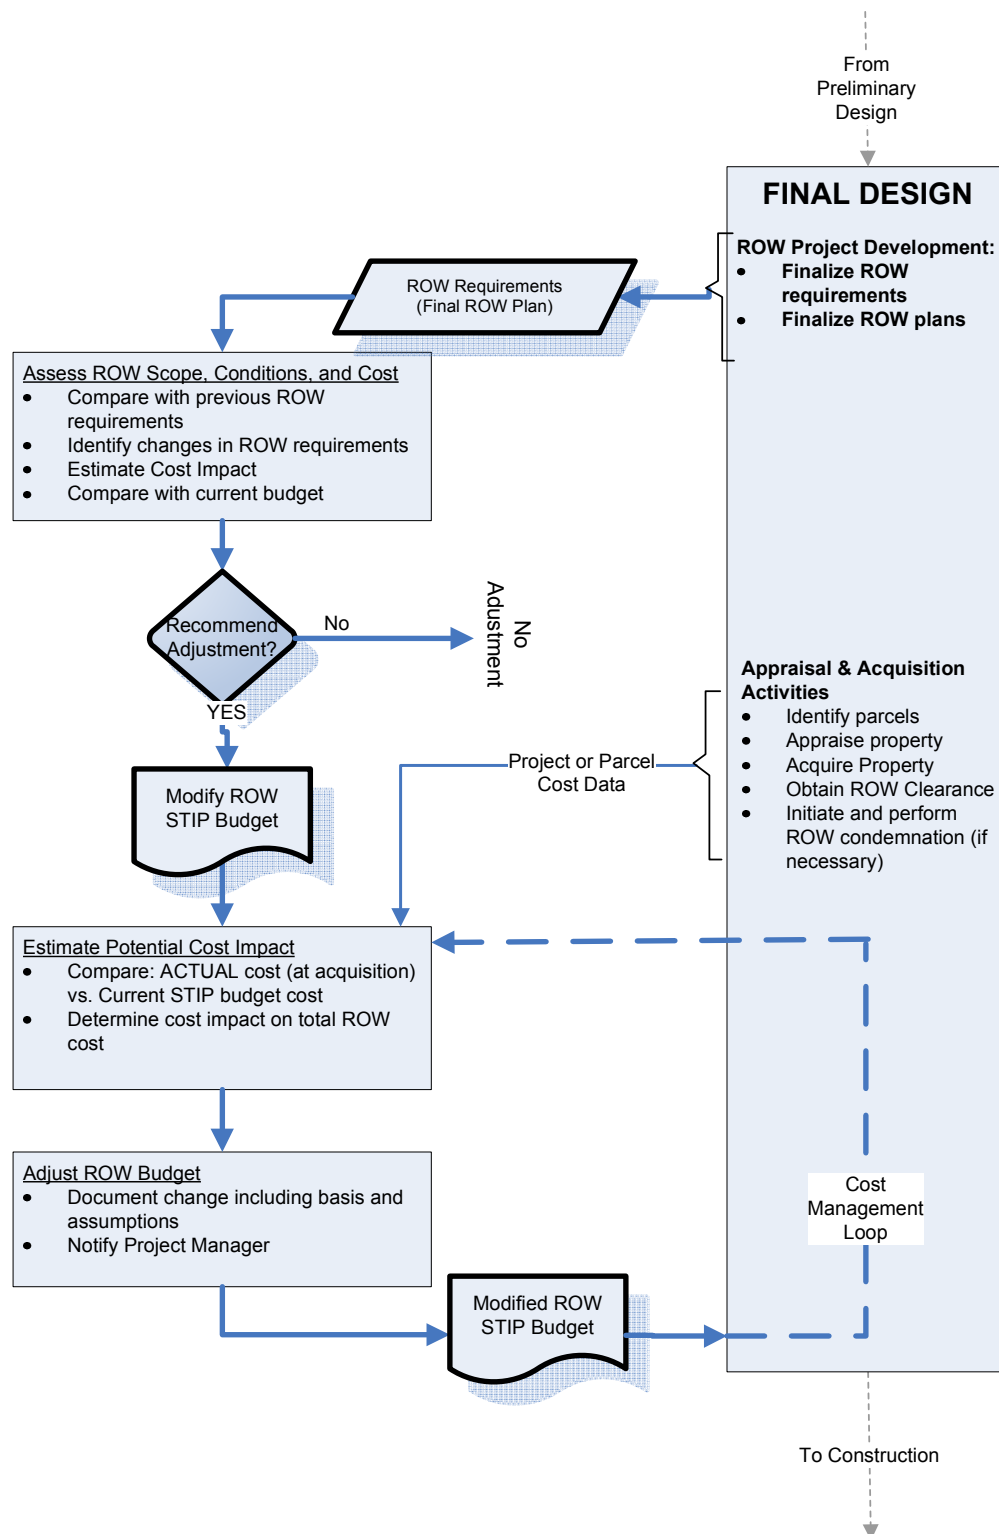 From
Preliminary
Design
FINAL DESIGN
ROW Project Development:
• Finalize ROW
requirements
• Finalize ROW plans
ROW Requirements
(Final ROW Plan)
Assess ROW Scope, Conditions, and Cost
• Compare with previous ROW
requirements
• Identify changes in ROW requirements
• Estimate Cost Impact
• Compare with current budget
Recommend
Adjustment?
No
No
Adustment
YES
Modify ROW
STIP Budget
Project or Parcel
Cost Data
Appraisal & Acquisition
Activities
• Identify parcels
• Appraise property
• Acquire Property
• Obtain ROW Clearance
• Initiate and perform
ROW condemnation (if
necessary)
Estimate Potential Cost Impact
• Compare: ACTUAL cost (at acquisition)
vs. Current STIP budget cost
• Determine cost impact on total ROW
cost
Adjust ROW Budget
• Document change including basis and
assumptions
• Notify Project Manager
Cost
Management
Loop
Modified ROW
STIP Budget
To Construction